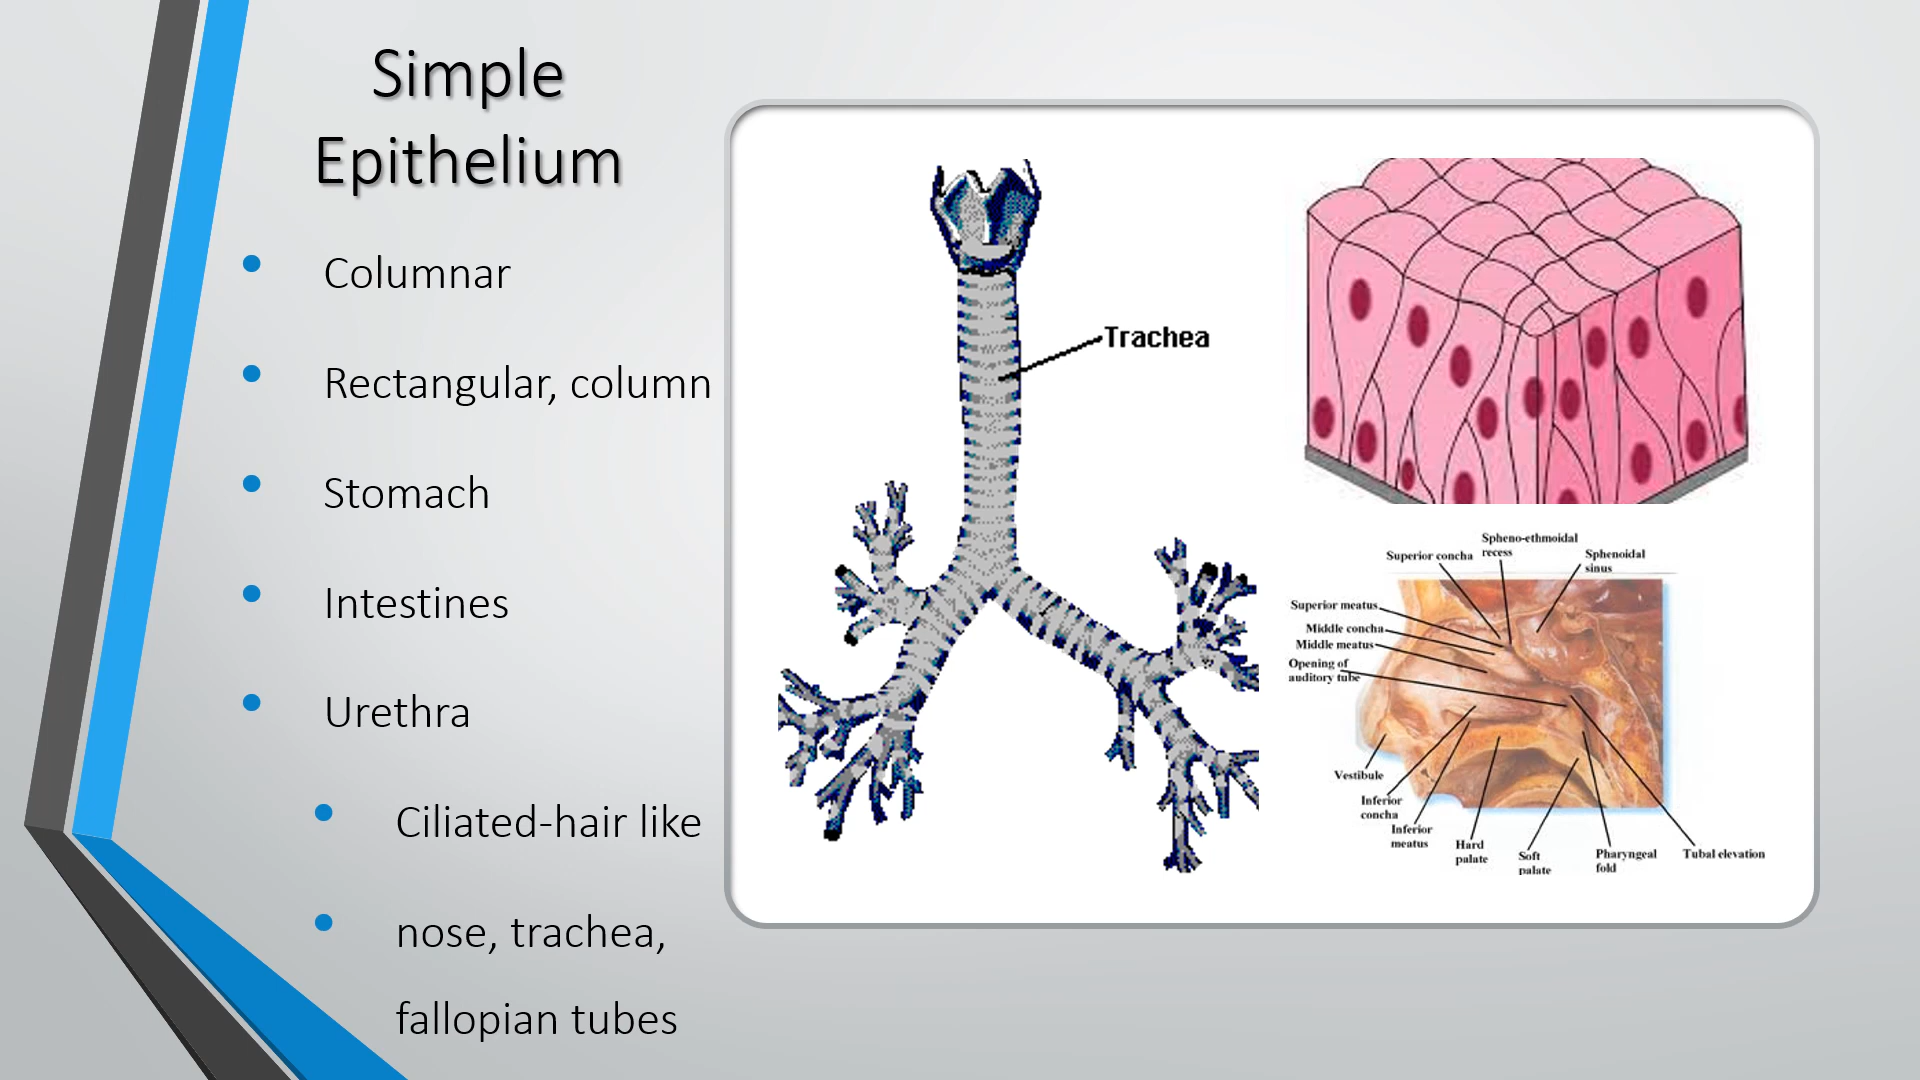 Simple
Epithelium
• Columnar
• Rectangular, column
• Stomach
• Intestines
• Urethra
• Ciliated-hair like
• nose, trachea,
fallopian tubes
Trachea
Spheno-ethmoidal
recess
Superior concha
Sphenoidal
sinus
Superior meatus
Middle concha
Middle meatus
Opening of
auditory tube
Vestibule
Inferior
concha
Inferior
meatus
Hard
palate
Soft
palate
Pharyngeal
fold
Tubal elevation